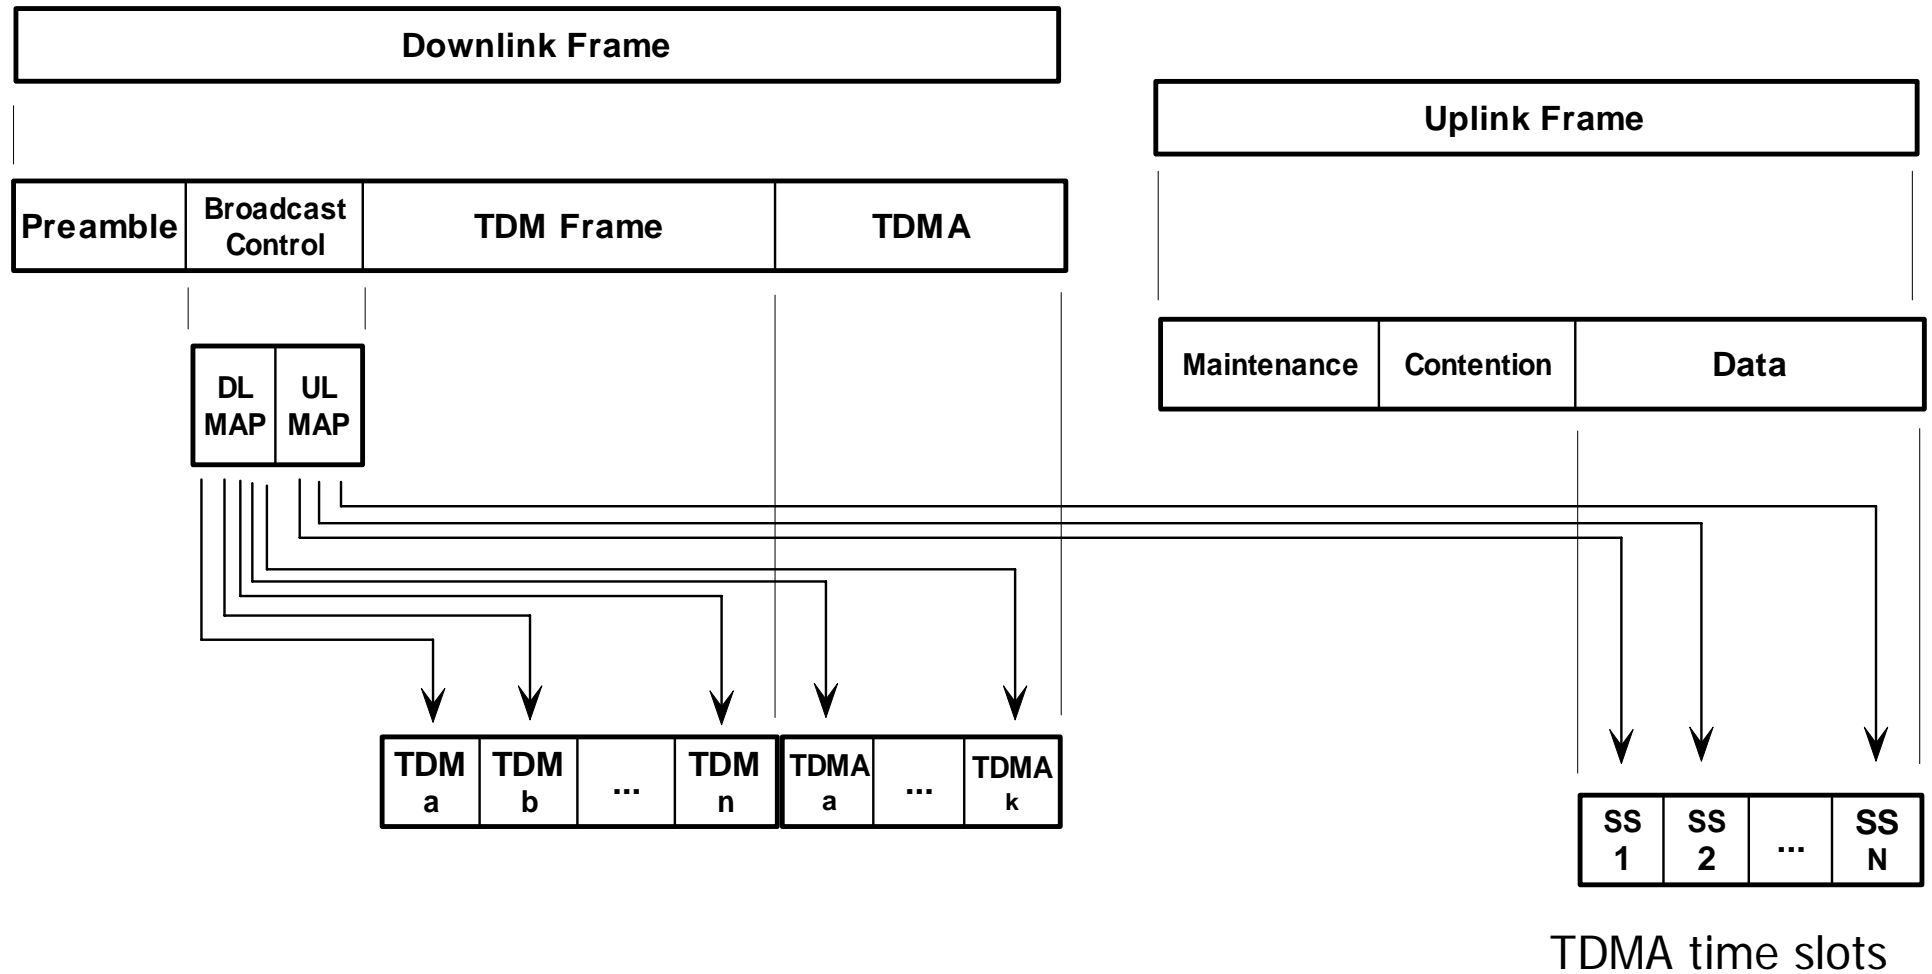 Downlink Frame
Uplink Frame
Preamble
Broadcast
Control
TDM Frame
TDMA
DL
MAP
UL
MAP
Maintenance
Contention
Data
TDM
a
TDM
b
...
TDM
n
TDMA
a
...
TDMA
k
SS
1
SS
2
...
SS
N
TDMA time slots